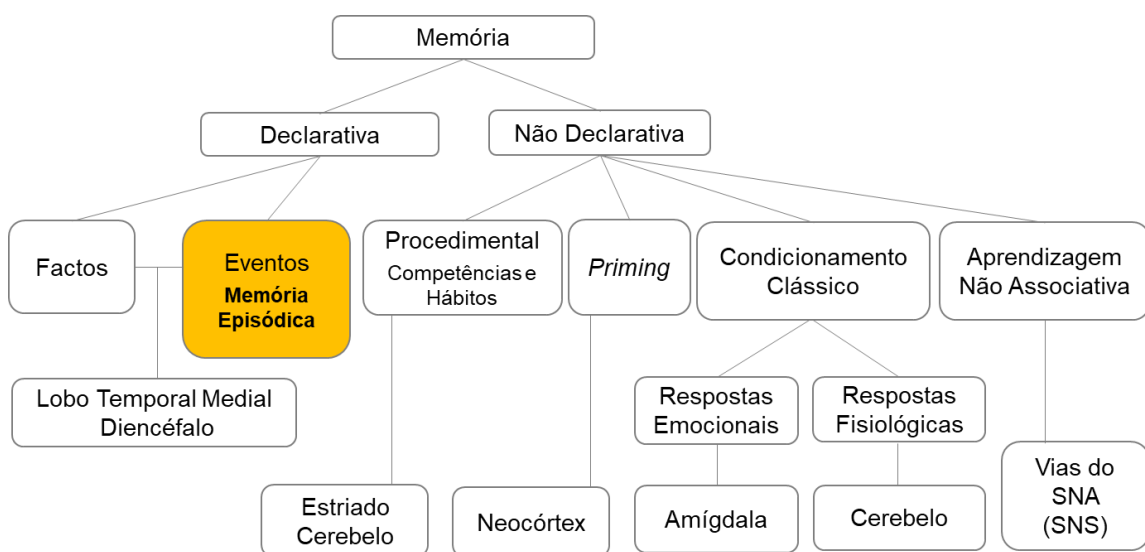 Memória
Declarativa
Não Declarativa
Factos
Eventos
Memória
Episódica
Procedimental
Competências e
Hábitos
Priming
Condicionamento
Clássico
Aprendizagem
Não Associativa
Lobo Temporal Medial
Diencéfalo
Respostas
Emocionais
Respostas
Fisiológicas
Estriado
Cerebelo
Neocórtex
Amígdala
Cerebelo
Vias do
SNA
(SNS)